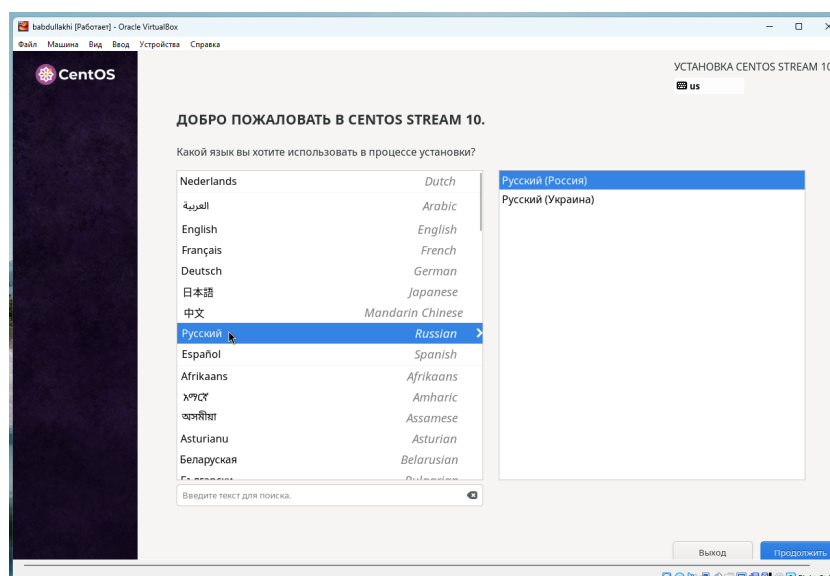 babdullakhi [Работает] - Oracle VirtualBox
Файл Машина Вид Ввод Устройства Справка
CentOS
УСТАНОВКА CENTOS STREAM 10
us
ДОБРО ПОЖАЛОВАТЬ В CENTOS STREAM 10.
Какой язык вы хотите использовать в процессе установки?
Nederlands Dutch
العربية Arabic
English English
Français French
Deutsch German
日本語 Japanese
中文 Mandarin Chinese
Русский Russian
Español Spanish
Afrikaans Afrikaans
አማርኛ Amharic
অসমীয়া Assamese
Asturianu Asturian
Беларуская Belarusian
Български Bulgarian
Русский (Россия)
Русский (Украина)
Введите текст для поиска.
Выход
Продолжить